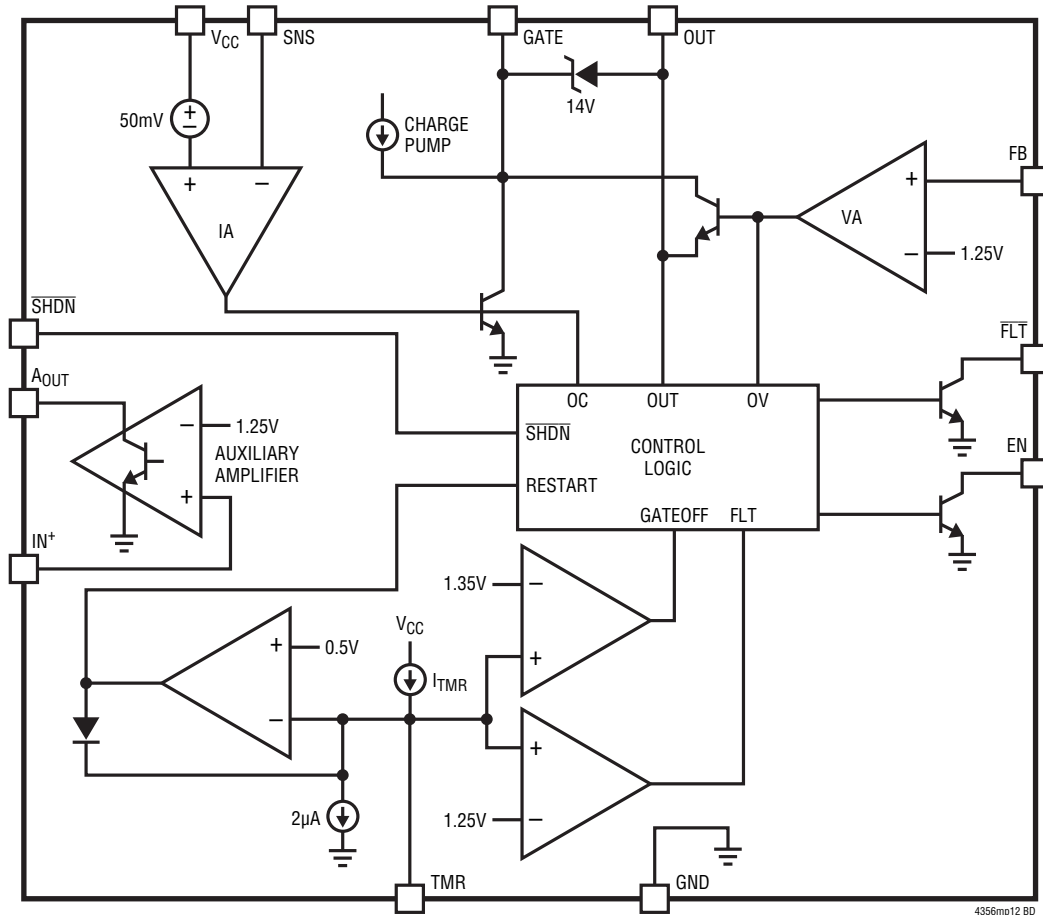 VCC
SNS
GATE
OUT
50mV
+
−
14V
CHARGE
PUMP
FB
+
−
IA
+
VA
−
1.25V
SHDN
FLT
AOUT
−
1.25V
AUXILIARY
AMPLIFIER
+
OC
OUT
OV
SHDN
CONTROL
LOGIC
RESTART
GATEOFF
FLT
EN
IN+
1.35V
−
+
0.5V
VCC
ITMR
+
−
+
2µA
1.25V
−
TMR
GND
4356mp12 BD